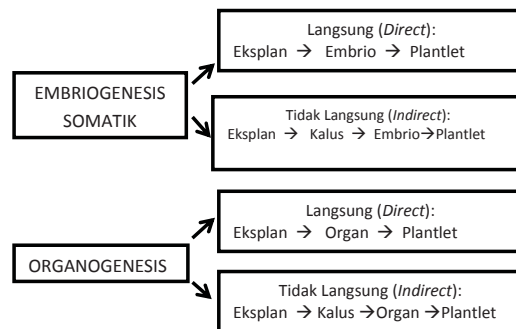 Langsung (Direct):
Eksplan → Embrio → Plantlet
EMBRIOGENESIS
SOMATIK
Tidak Langsung (Indirect):
Eksplan → Kalus → Embrio→Plantlet
Langsung (Direct):
Eksplan → Organ → Plantlet
ORGANOGENESIS
Tidak Langsung (Indirect):
Eksplan → Kalus →Organ →Plantlet